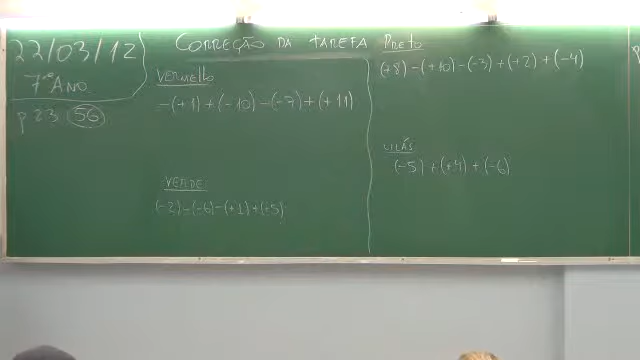 22/03/12
7º Ano
p 23 56
Correção da tarefa
Vermelho
-(+1)+(-10)-(-7)+(+11)
Verde
(-2)-(-6)-(+1)+(+5)
Preto
(+8)-(+10)-(-3)+(+2)+(-4)
Lilás
(-5)+(+4)+(-6)